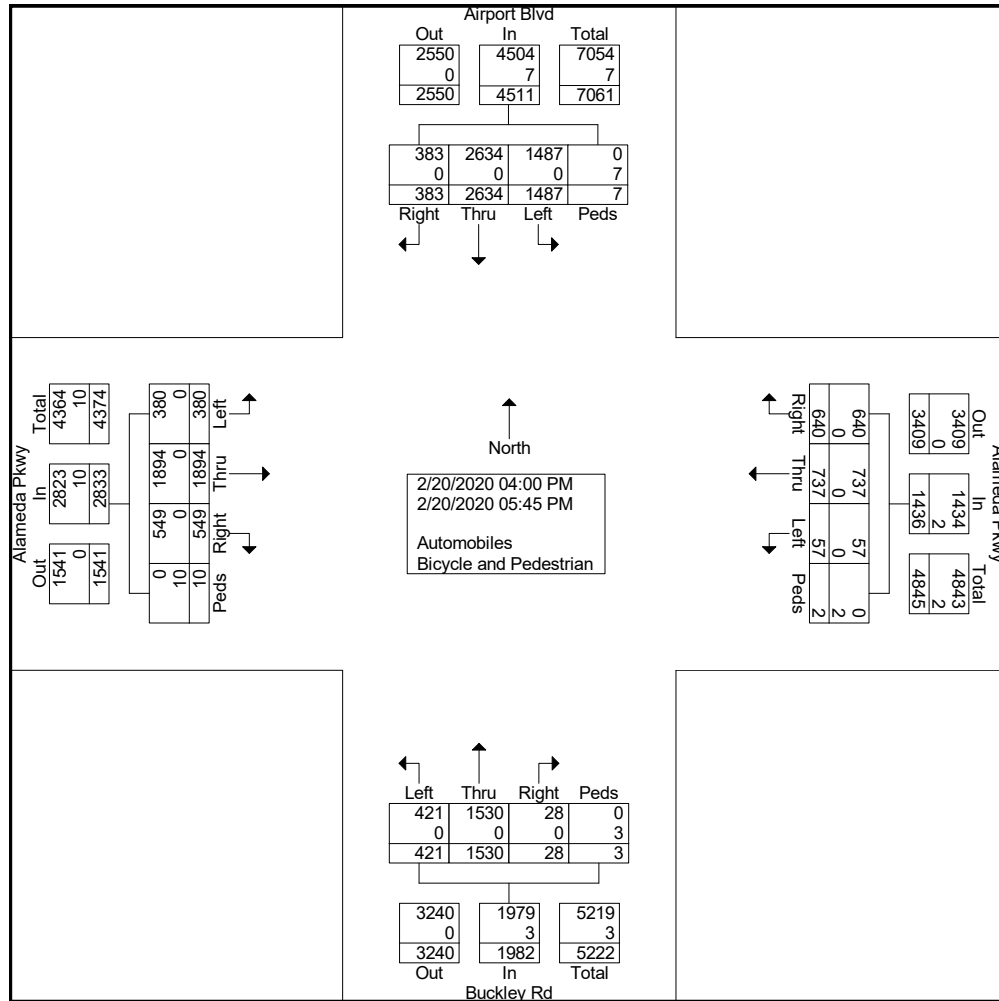 Airport Blvd
Out In Total
2550 4504 7054
0 7 7
2550 4511 7061
383 2634 1487 0
0 0 0 7
383 2634 1487 7
Right Thru Left Peds
Alameda Pkwy
Total In Out
4364 2823 1541
10 10 0
4374 2833 1541
380 1894 549 0
0 0 0 10
380 1894 549 10
Left Thru Right Peds
North
2/20/2020 04:00 PM
2/20/2020 05:45 PM
Automobiles
Bicycle and Pedestrian
Right Thru Left Peds
640 737 57 2
0 0 0 2
640 737 57 0
3409 1436 4845
0 2 2
3409 1434 4843
Out In Total
Alameda Pkwy
Left Thru Right Peds
421 1530 28 0
0 0 0 3
421 1530 28 3
3240 1979 5219
0 3 3
3240 1982 5222
Out In Total
Buckley Rd